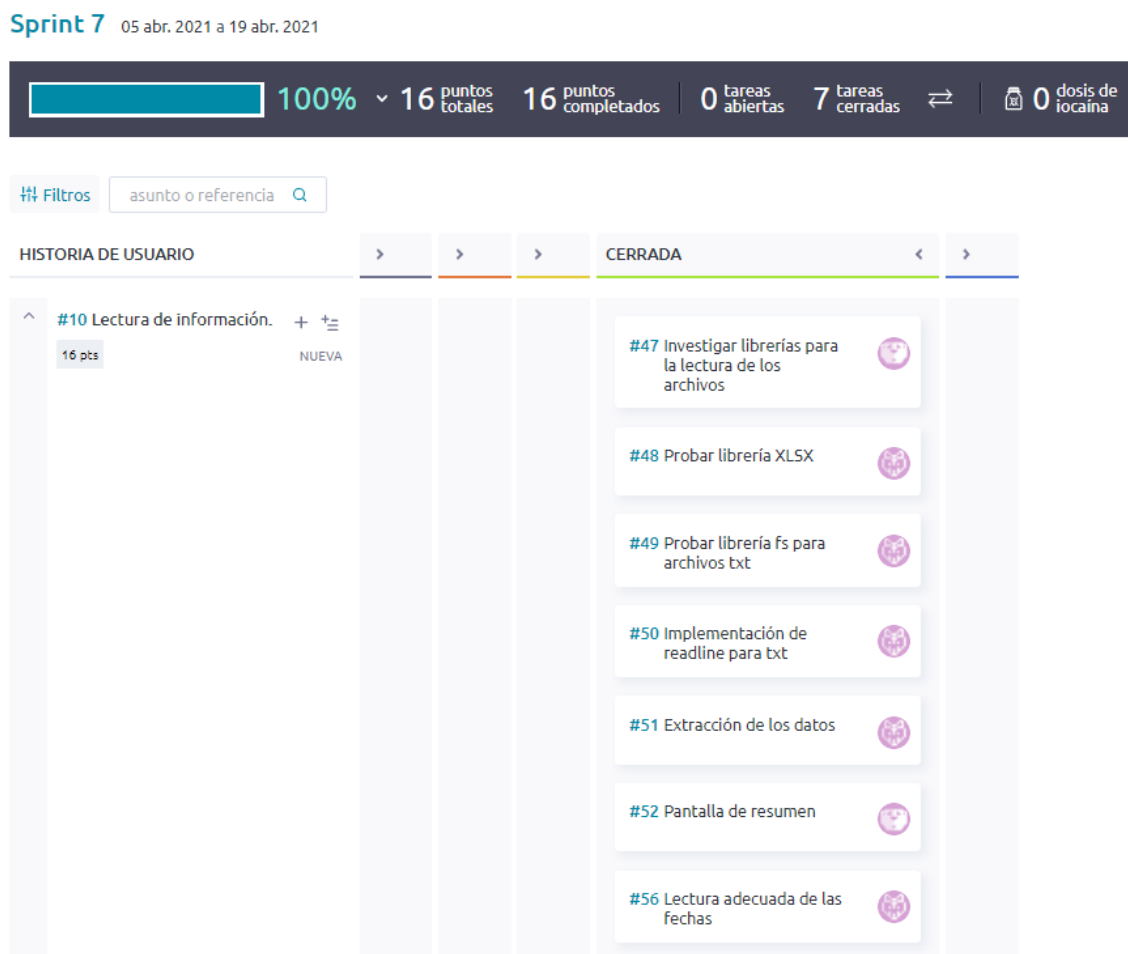 Sprint 7 05 abr. 2021 a 19 abr. 2021
100% 16 puntos totales 16 puntos completados 0 tareas abiertas 7 tareas cerradas 0 dosis de iocaína
Filtros asunto o referencia
HISTORIA DE USUARIO CERRADA
#10 Lectura de información.
16 pts NUEVA
#47 Investigar librerías para
la lectura de los
archivos
#48 Probar librería XLSX
#49 Probar librería fs para
archivos txt
#50 Implementación de
readline para txt
#51 Extracción de los datos
#52 Pantalla de resumen
#56 Lectura adecuada de las
fechas